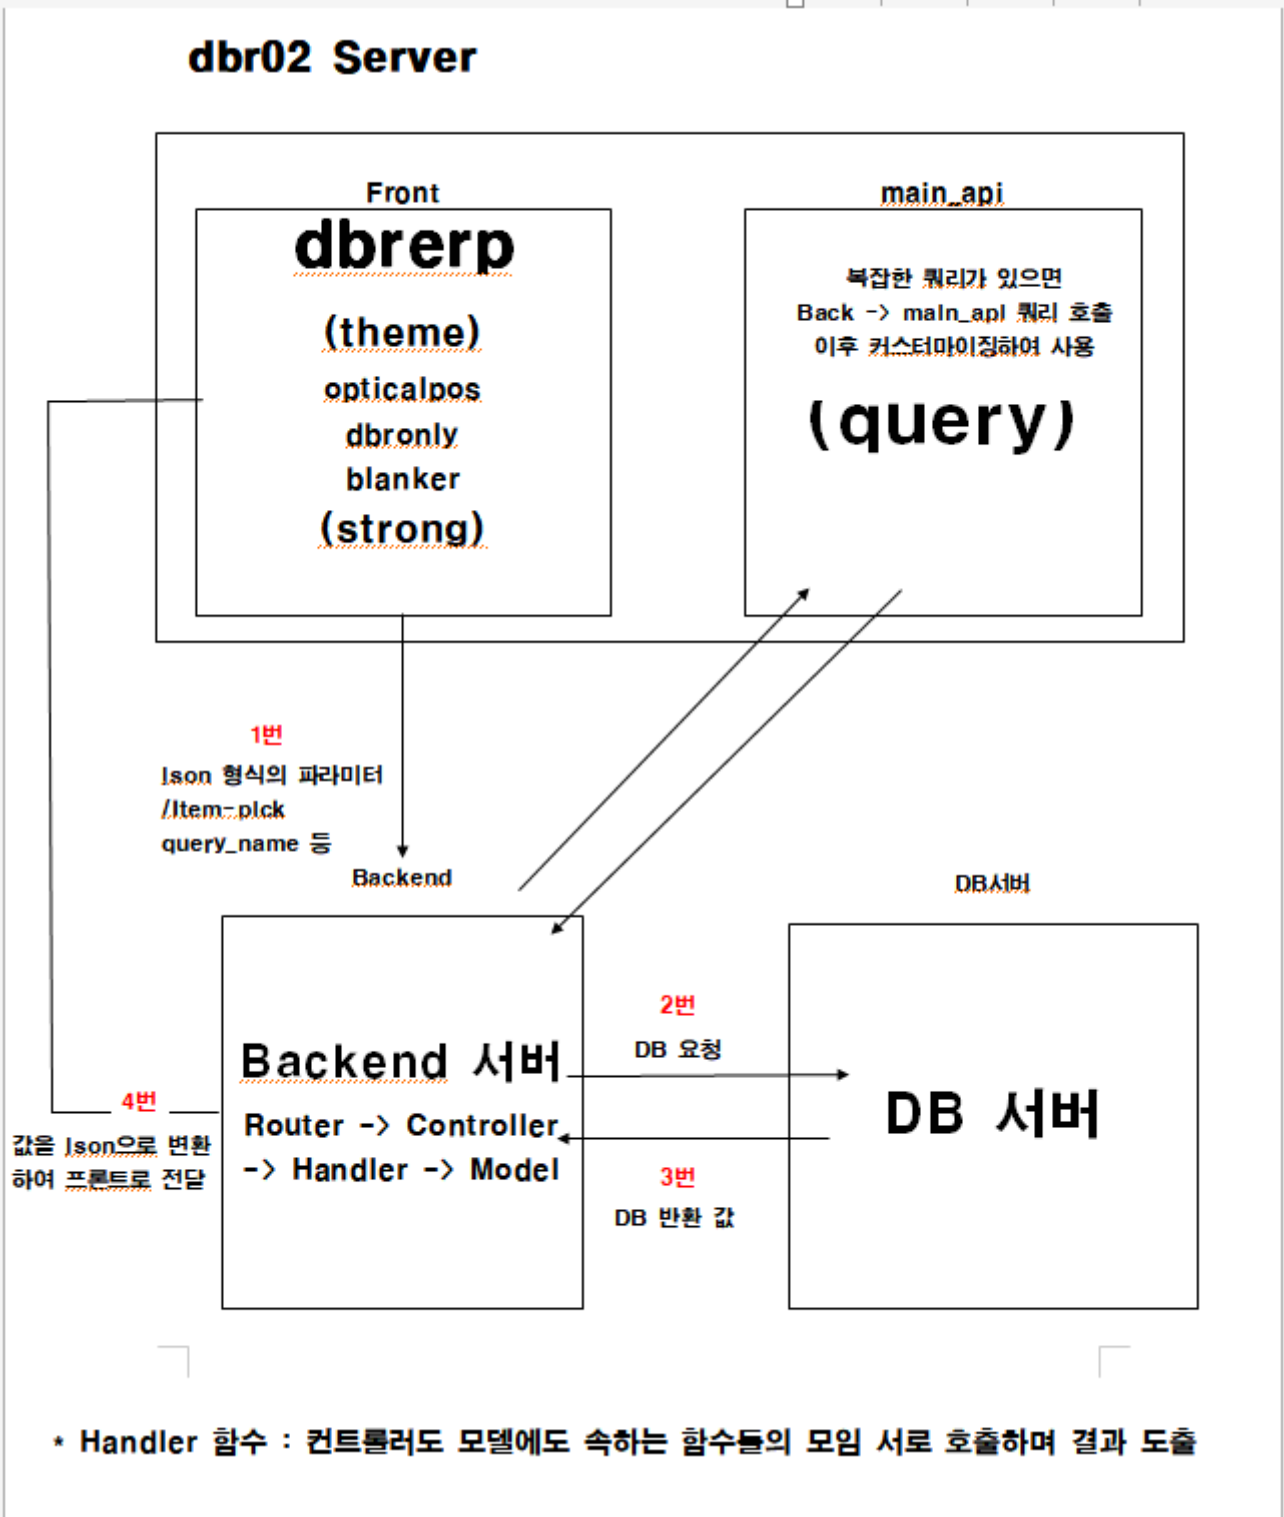 dbr02 Server
Front
main_api
dbrerp
(theme)
opticalpos
dbronly
blanker
(strong)
복잡한 쿼리가 있으면
Back -> main_api 쿼리 호출
이후 커스터마이징하여 사용
(query)
1번
Json 형식의 파라미터
/item-pick
query_name 등
Backend
DB서버
Backend 서버
Router -> Controller
-> Handler -> Model
2번
DB 요청
DB 서버
3번
DB 반환 값
4번
값을 json으로 변환
하여 프론트로 전달
* Handler 함수 : 컨트롤러도 모델에도 속하는 함수들의 모임 서로 호출하며 결과 도출